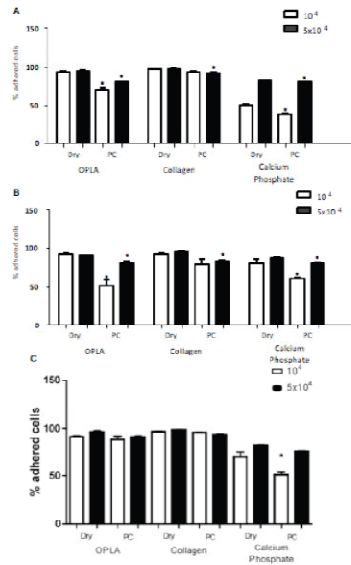 A
10⁴
5x10⁴
150
100
50
0
% adhered cells
* * * * *
Dry PC Dry PC Dry PC
OPLA Collagen Calcium
Phosphate
B
10⁴
5x10⁴
150
100
50
0
% adhered cells
* * * * *
Dry PC Dry PC Dry PC
OPLA Collagen Calcium
Phosphate
C
10⁴
5x10⁴
150
100
50
0
% adhered cells
*
Dry PC Dry PC Dry PC
OPLA Collagen Calcium
Phosphate